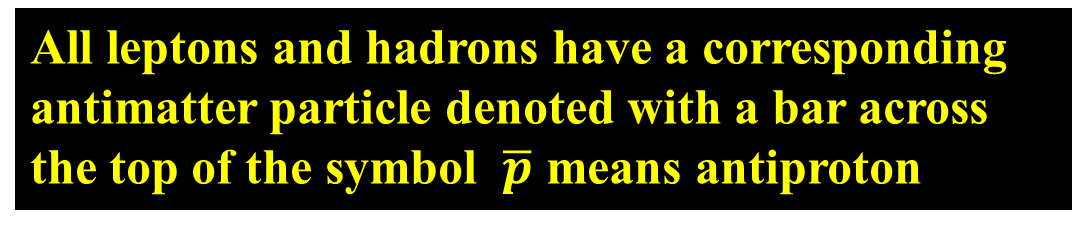 All leptons and hadrons have a corresponding
antimatter particle denoted with a bar across
the top of the symbol p̅ means antiproton